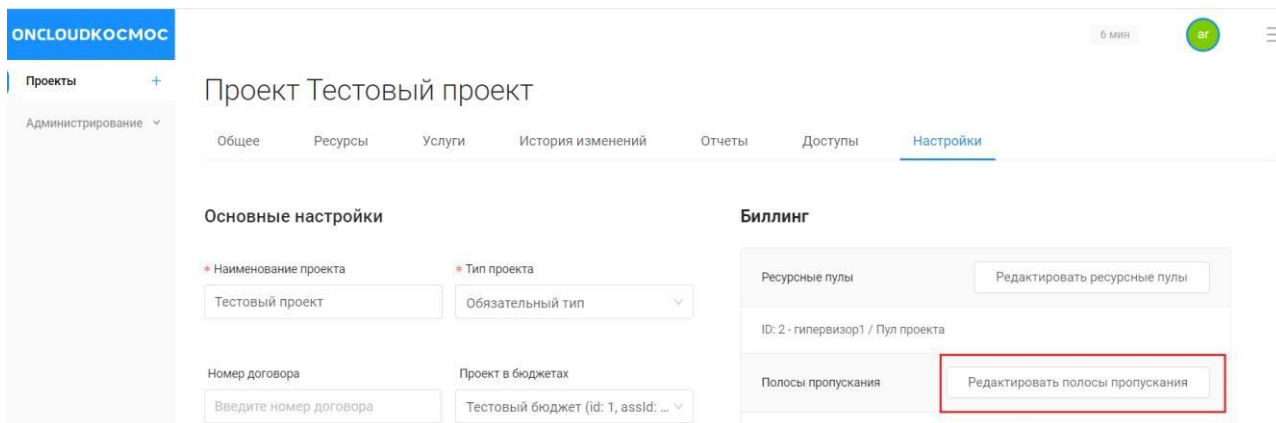 ONCLOUDКОСМОС
6 мин
ar
Проекты +
Администрирование
Проект Тестовый проект
Общее Ресурсы Услуги История изменений Отчеты Доступы Настройки
Основные настройки
* Наименование проекта
Тестовый проект
* Тип проекта
Обязательный тип
Номер договора
Введите номер договора
Проект в бюджетах
Тестовый бюджет (id: 1, assId: ...
Биллинг
Ресурсные пулы
Редактировать ресурсные пулы
ID: 2 - гипервизор1 / Пул проекта
Полосы пропускания
Редактировать полосы пропускания